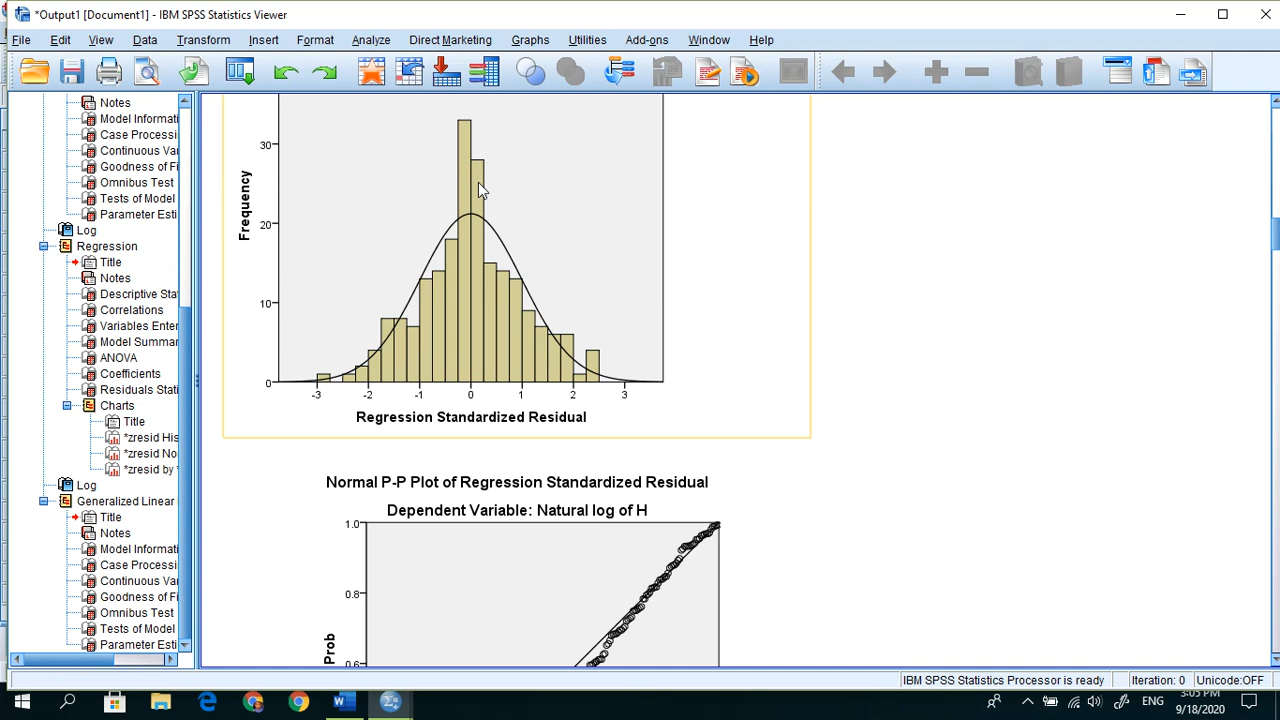 *Output1 [Document1] - IBM SPSS Statistics Viewer
File Edit View Data Transform Insert Format Analyze Direct Marketing Graphs Utilities Add-ons Window Help
Notes
Model Informati
Case Processi
Continuous Var
Goodness of Fi
Omnibus Test
Tests of Model
Parameter Esti
Log
Regression
Title
Notes
Descriptive Stat
Correlations
Variables Enter
Model Summar
ANOVA
Coefficients
Residuals Stati
Charts
Title
*zresid His
*zresid No
*zresid by *
Log
Generalized Linear
Title
Notes
Model Informati
Case Processi
Continuous Var
Goodness of Fi
Omnibus Test
Tests of Model
Parameter Esti
30
20
10
0
Frequency
-3 -2 -1 0 1 2 3
Regression Standardized Residual
Normal P-P Plot of Regression Standardized Residual
Dependent Variable: Natural log of H
1.0
0.8
0.6
Prob
IBM SPSS Statistics Processor is ready Iteration: 0 Unicode:OFF
ENG
3:05 PM
9/18/2020